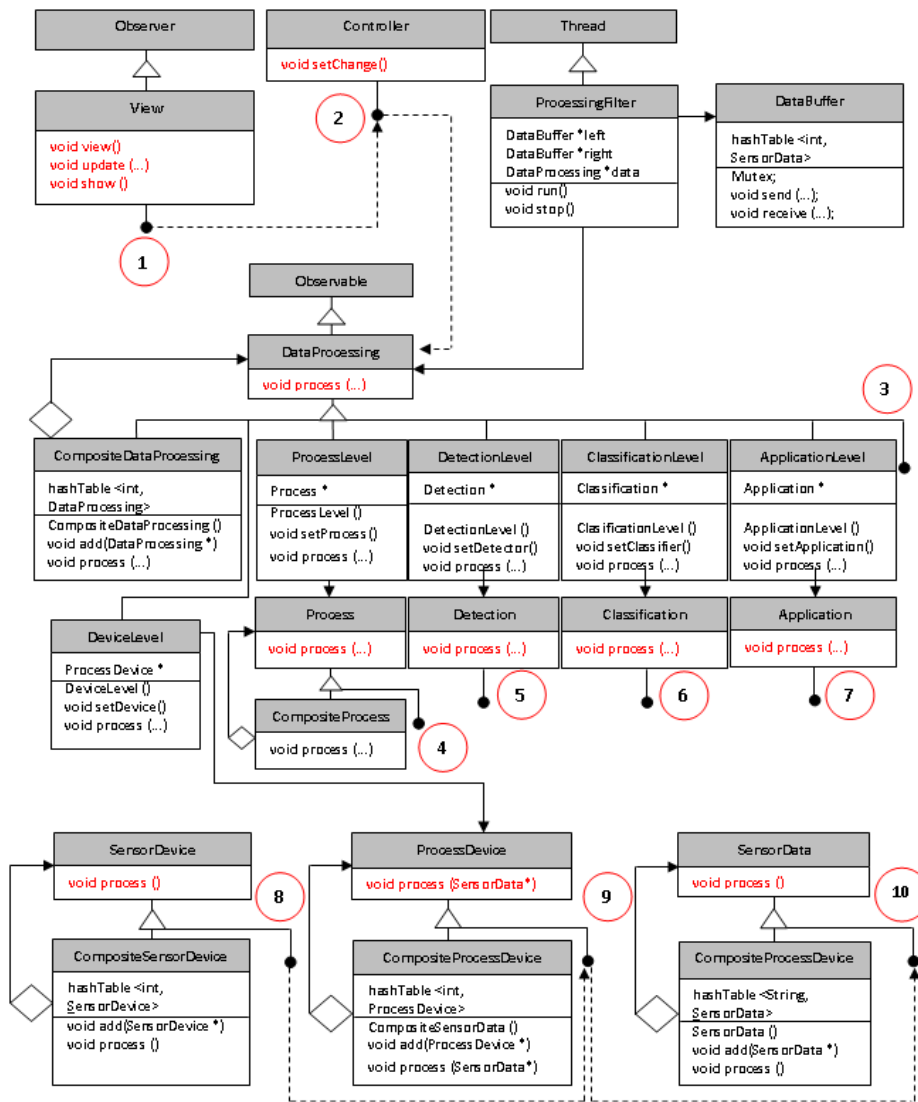 Observer
View
void view()
void update (...)
void show ()
1
Controller
void setChange()
2
Thread
ProcessingFilter
DataBuffer *left
DataBuffer *right
DataProcessing *data
void run()
void stop()
DataBuffer
hashTable <int,
SensorData>
Mutex;
void send (...);
void receive (...);
Observable
DataProcessing
void process (...)
3
CompositeDataProcessing
hashTable <int,
DataProcessing>
CompositeDataProcessing ()
void add(DataProcessing *)
void process (...)
ProcessLevel
Process *
ProcessLevel ()
void setProcess()
void process (...)
DetectionLevel
Detection *
DetectionLevel()
void setDetector()
void process (...)
ClassificationLevel
Classification *
ClasificationLevel ()
void setClassifier()
void process (...)
ApplicationLevel
Application *
ApplicationLevel ()
void setApplication()
void process (...)
DeviceLevel
ProcessDevice *
DeviceLevel ()
void setDevice()
void process (...)
Process
void process (...)
CompositeProcess
void process (...)
4
Detection
void process (...)
5
Classification
void process (...)
6
Application
void process (...)
7
SensorDevice
void process ()
8
CompositeSensorDevice
hashTable <int,
SensorDevice>
void add(SensorDevice *)
void process ()
ProcessDevice
void process (SensorData*)
9
CompositeProcessDevice
hashTable <int,
ProcessDevice>
CompositeSensorData ()
void add(ProcessDevice *)
void process (SensorData*)
SensorData
void process ()
10
CompositeProcessDevice
hashTable <String,
SensorData>
SensorData ()
void add(SensorData *)
void process ()